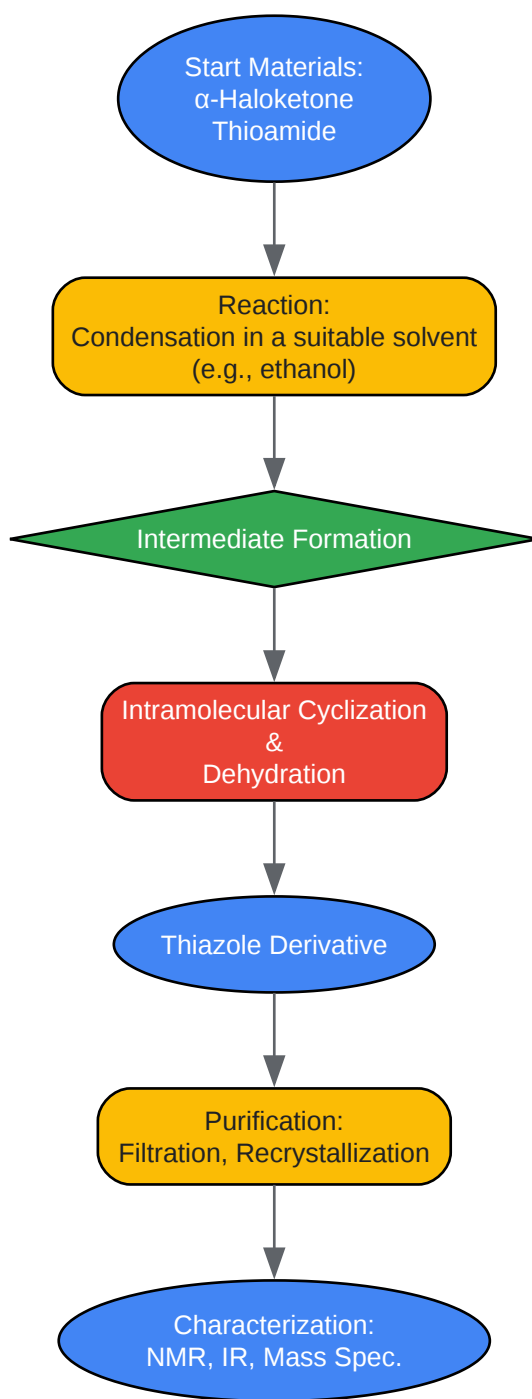 Start Materials:
α-Haloketone
Thioamide
Reaction:
Condensation in a suitable solvent
(e.g., ethanol)
Intermediate Formation
Intramolecular Cyclization
&
Dehydration
Thiazole Derivative
Purification:
Filtration, Recrystallization
Characterization:
NMR, IR, Mass Spec.